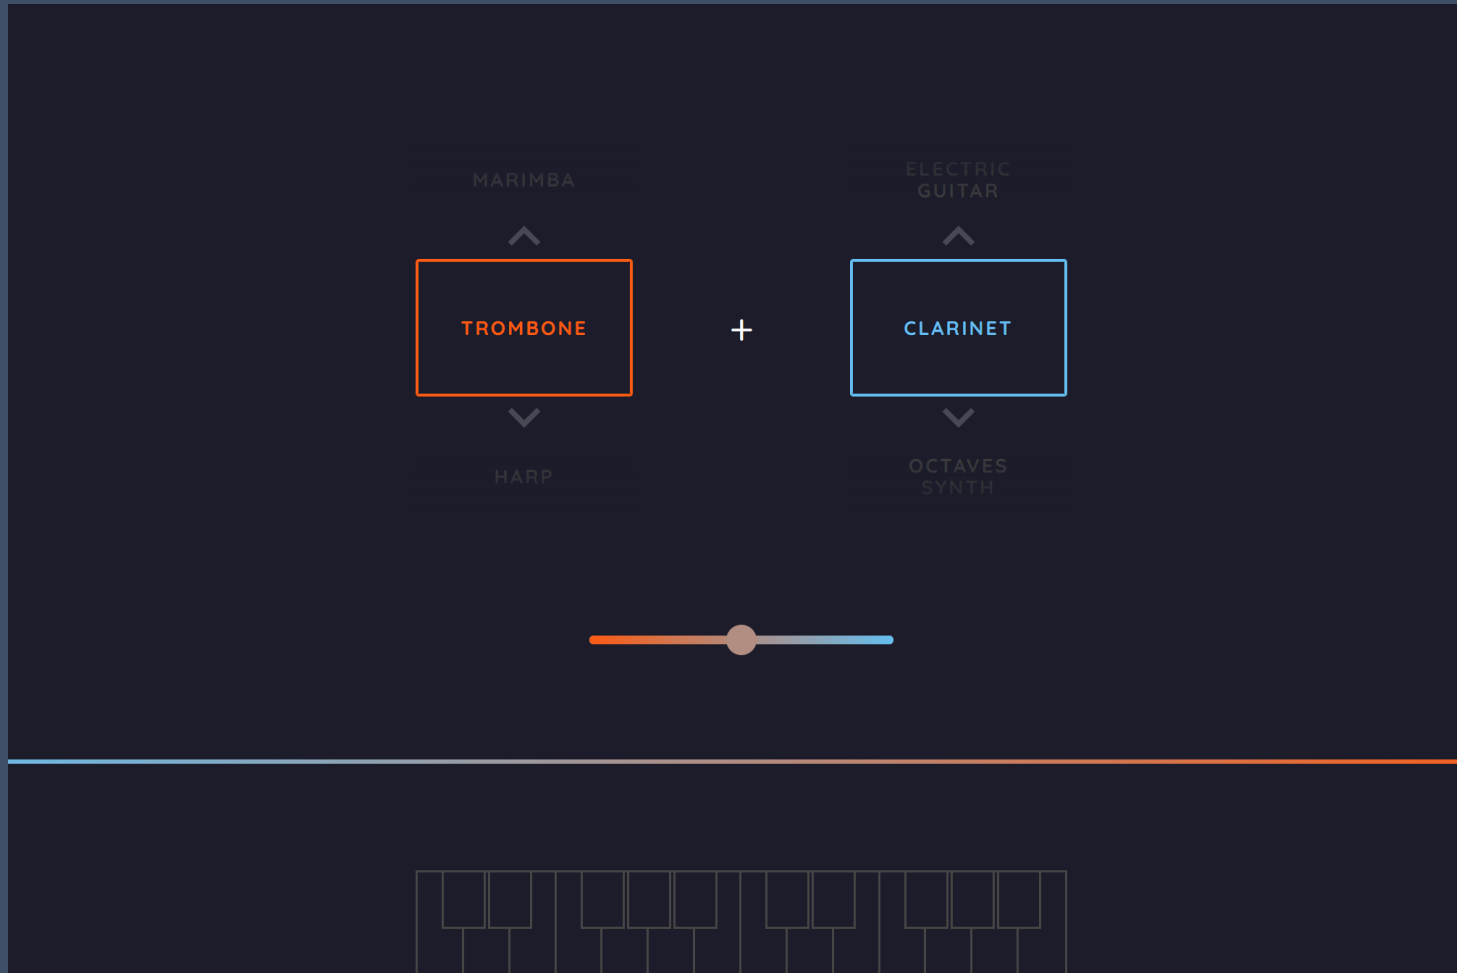 MARIMBA
ELECTRIC
GUITAR
TROMBONE
+
CLARINET
HARP
OCTAVES
SYNTH